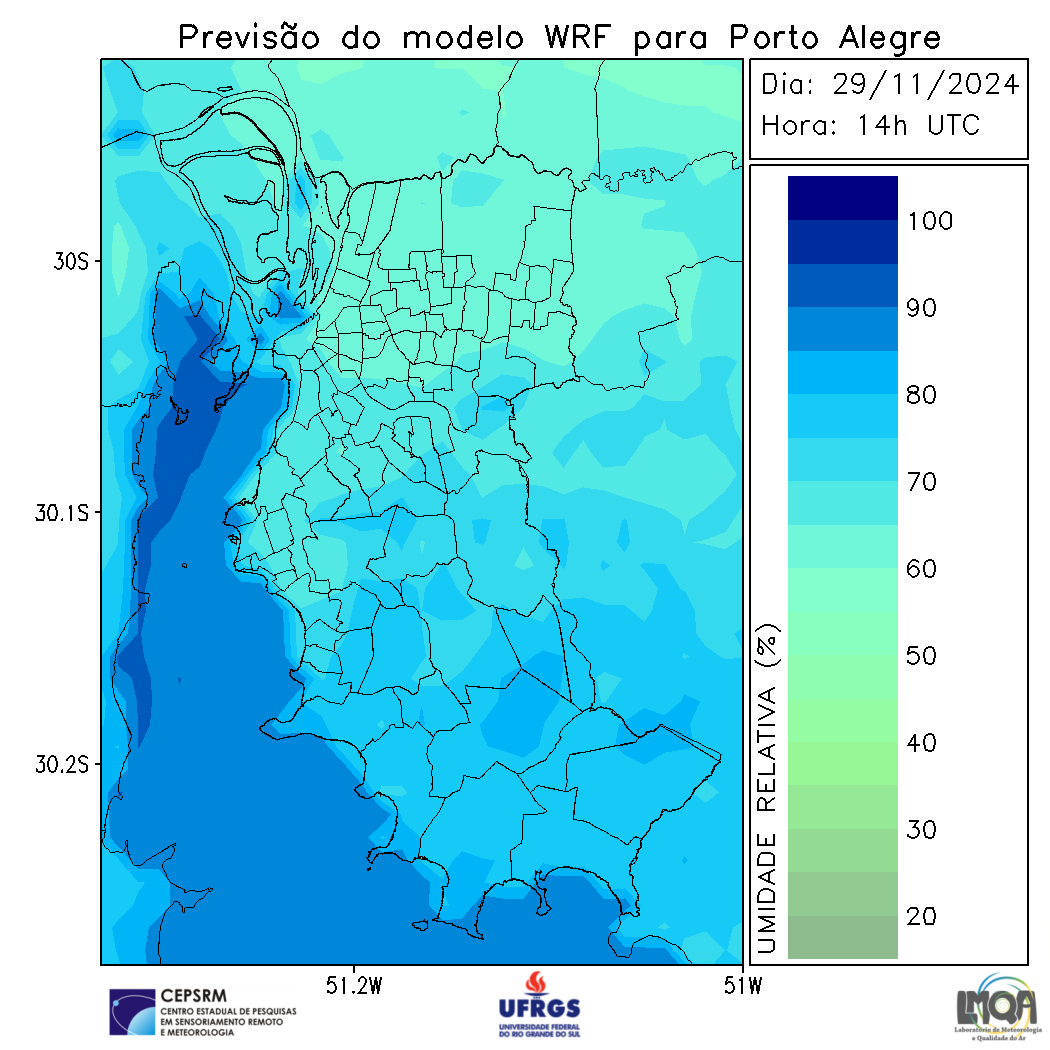 Previsão do modelo WRF para Porto Alegre
Dia: 29/11/2024
Hora: 14h UTC
30S
30.1S
30.2S
51.2W
51W
UMIDADE RELATIVA (%)
100
90
80
70
60
50
40
30
20
CEPSRM
CENTRO ESTADUAL DE PESQUISAS
EM SENSORIAMENTO REMOTO
E METEOROLOGIA
UFRGS
UNIVERSIDADE FEDERAL
DO RIO GRANDE DO SUL
LMQA
Laboratório de Meteorologia
e Qualidade do Ar